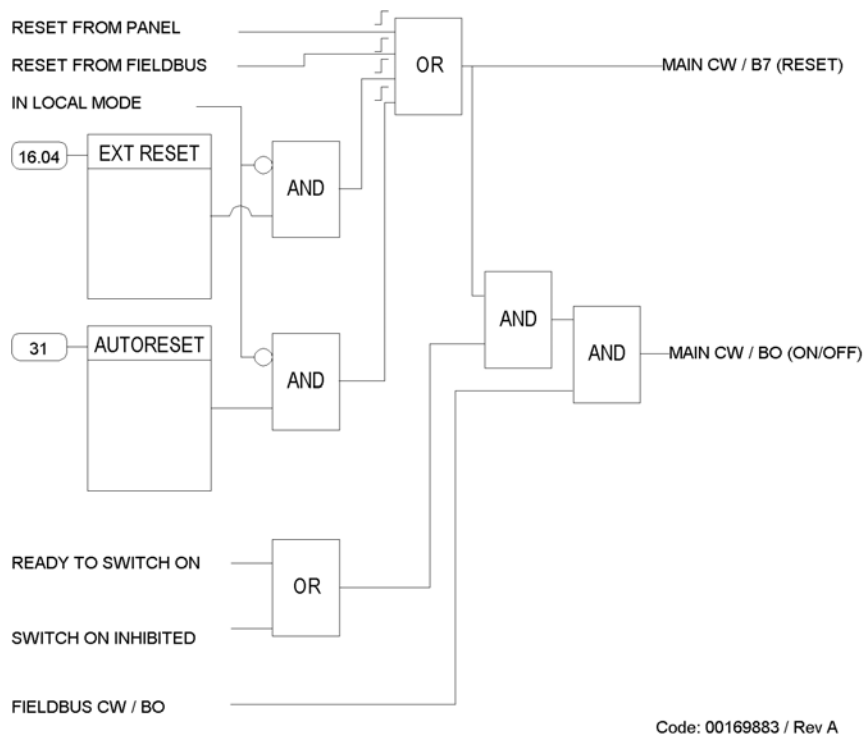 RESET FROM PANEL
RESET FROM FIELDBUS
OR
MAIN CW / B7 (RESET)
IN LOCAL MODE
16.04
EXT RESET
AND
31
AUTORESET
AND
AND
AND
MAIN CW / BO (ON/OFF)
READY TO SWITCH ON
OR
SWITCH ON INHIBITED
FIELDBUS CW / BO
Code: 00169883 / Rev A